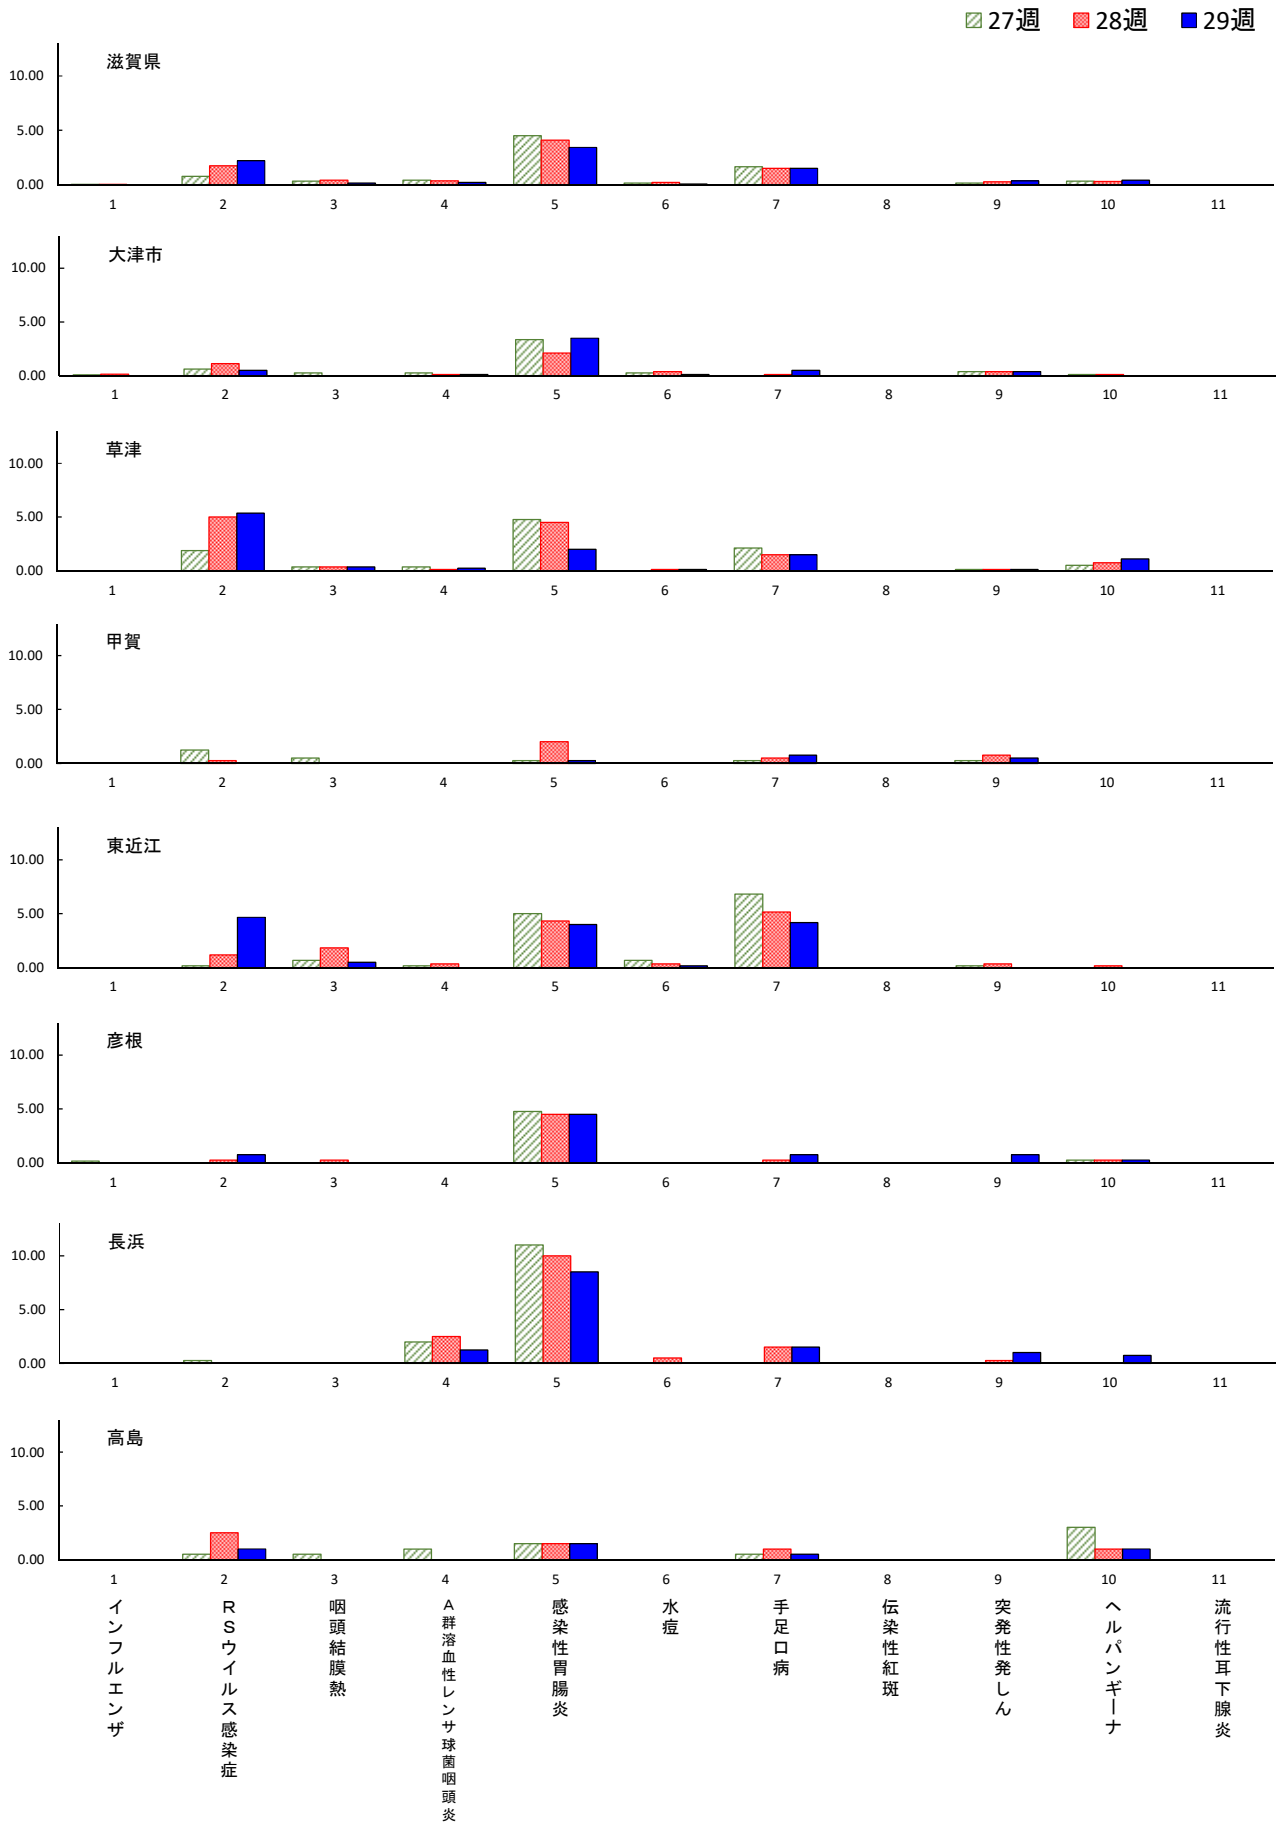 27週 28週 29週
滋賀県
10.00
5.00
0.00
1 2 3 4 5 6 7 8 9 10 11
大津市
10.00
5.00
0.00
1 2 3 4 5 6 7 8 9 10 11
草津
10.00
5.00
0.00
1 2 3 4 5 6 7 8 9 10 11
甲賀
10.00
5.00
0.00
1 2 3 4 5 6 7 8 9 10 11
東近江
10.00
5.00
0.00
1 2 3 4 5 6 7 8 9 10 11
彦根
10.00
5.00
0.00
1 2 3 4 5 6 7 8 9 10 11
長浜
10.00
5.00
0.00
1 2 3 4 5 6 7 8 9 10 11
高島
10.00
5.00
0.00
1 2 3 4 5 6 7 8 9 10 11
インフルエンザ
RSウイルス感染症
咽頭結膜熱
A群溶血性レンサ球菌咽頭炎
感染性胃腸炎
水痘
手足口病
伝染性紅斑
突発性発しん
ヘルパンギーナ
流行性耳下腺炎